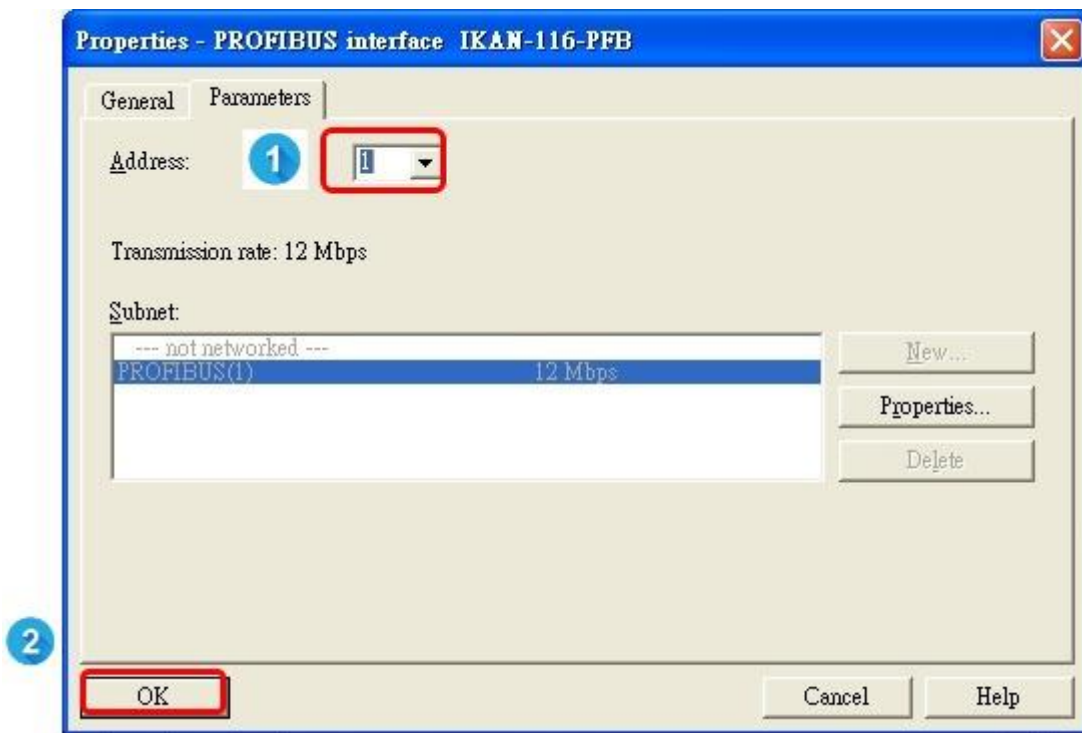 Properties - PROFIBUS interface IKAN-116-PFB
General Parameters
Address: 1 1
Transmission rate: 12 Mbps
Subnet:
--- not networked ---
New...
PROFIBUS(1) 12 Mbps
Properties...
Delete
2
OK Cancel Help